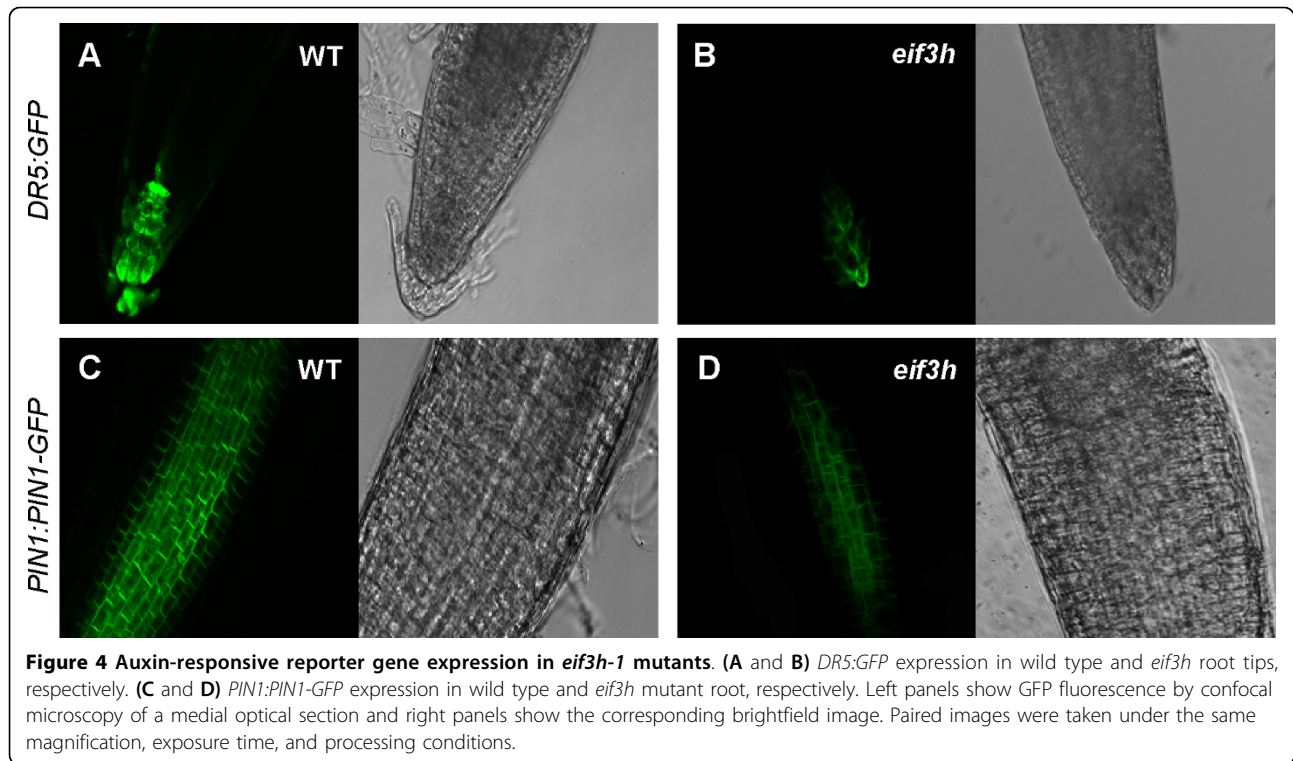 A WT
B eif3h
DR5:GFP
C WT
D eif3h
PIN1:PIN1-GFP
Figure 4 Auxin-responsive reporter gene expression in eif3h-1 mutants. (A and B) DR5:GFP expression in wild type and eif3h root tips,
respectively. (C and D) PIN1:PIN1-GFP expression in wild type and eif3h mutant root, respectively. Left panels show GFP fluorescence by confocal
microscopy of a medial optical section and right panels show the corresponding brightfield image. Paired images were taken under the same
magnification, exposure time, and processing conditions.